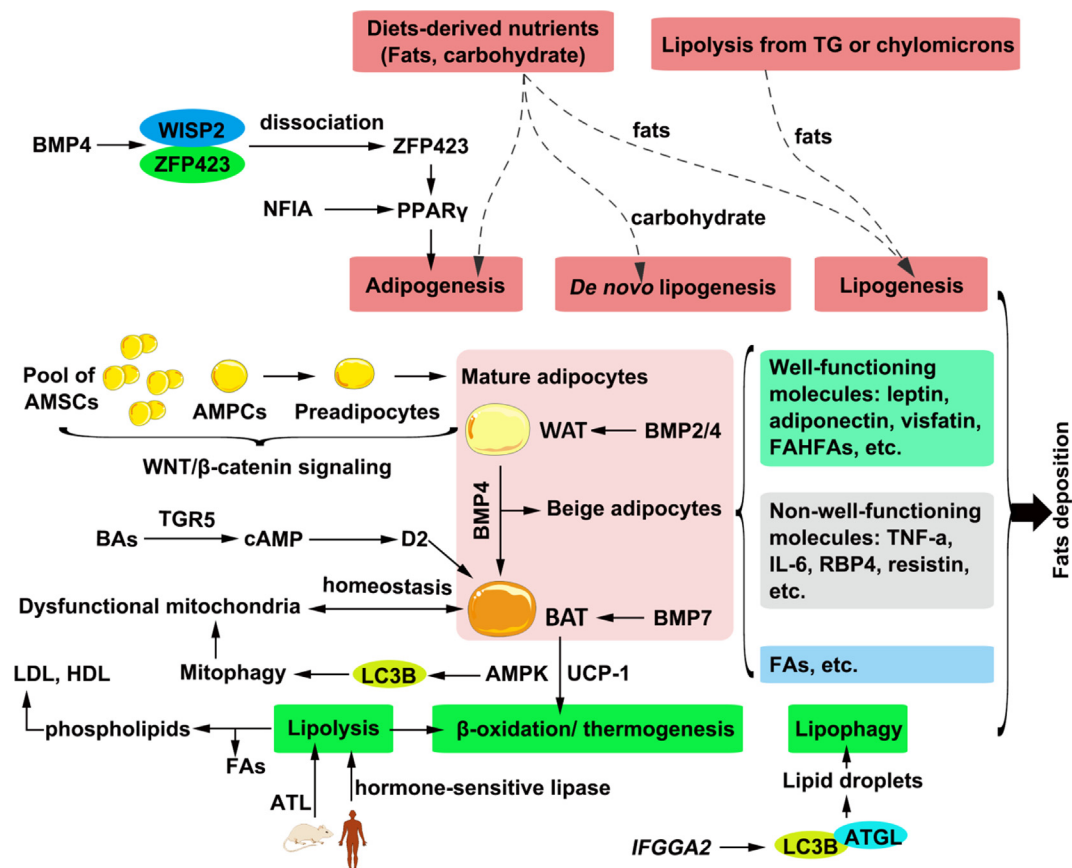 Diets-derived nutrients
(Fats, carbohydrate)
Lipolysis from TG or chylomicrons
BMP4
WISP2
ZFP423
dissociation
ZFP423
fats
fats
NFIA
PPARγ
carbohydrate
Adipogenesis
De novo lipogenesis
Lipogenesis
Pool of
AMSCs
AMPCs
Preadipocytes
Mature adipocytes
WNT/β-catenin signaling
WAT
BMP2/4
BMP4
Beige adipocytes
Well-functioning
molecules: leptin,
adiponectin, visfatin,
FAHFAs, etc.
Non-well-functioning
molecules: TNF-a,
IL-6, RBP4, resistin,
etc.
FAs, etc.
Fats deposition
BAs
TGR5
cAMP
D2
homeostasis
Dysfunctional mitochondria
BAT
BMP7
Mitophagy
LC3B
AMPK
UCP-1
LDL, HDL
phospholipids
Lipolysis
β-oxidation/ thermogenesis
Lipophagy
FAs
ATL
hormone-sensitive lipase
Lipid droplets
IFGGA2
LC3B
ATGL